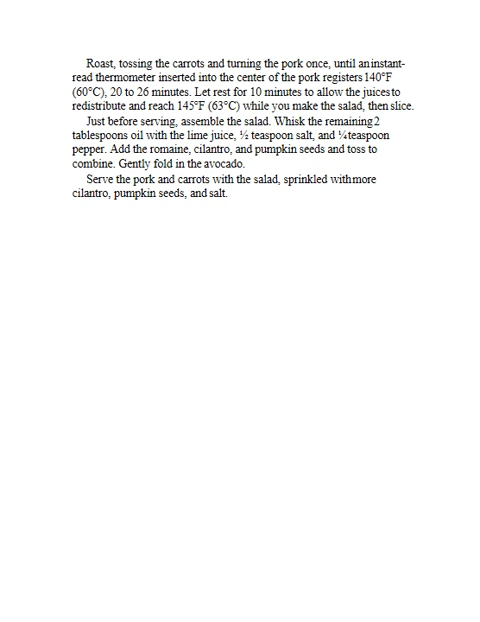 Roast, tossing the carrots and turning the pork once, until an instant-
read thermometer inserted into the center of the pork registers 140°F
(60°C), 20 to 26 minutes. Let rest for 10 minutes to allow the juices to
redistribute and reach 145°F (63°C) while you make the salad, then slice.
Just before serving, assemble the salad. Whisk the remaining 2
tablespoons oil with the lime juice, ½ teaspoon salt, and ¼ teaspoon
pepper. Add the romaine, cilantro, and pumpkin seeds and toss to
combine. Gently fold in the avocado.
Serve the pork and carrots with the salad, sprinkled with more
cilantro, pumpkin seeds, and salt.